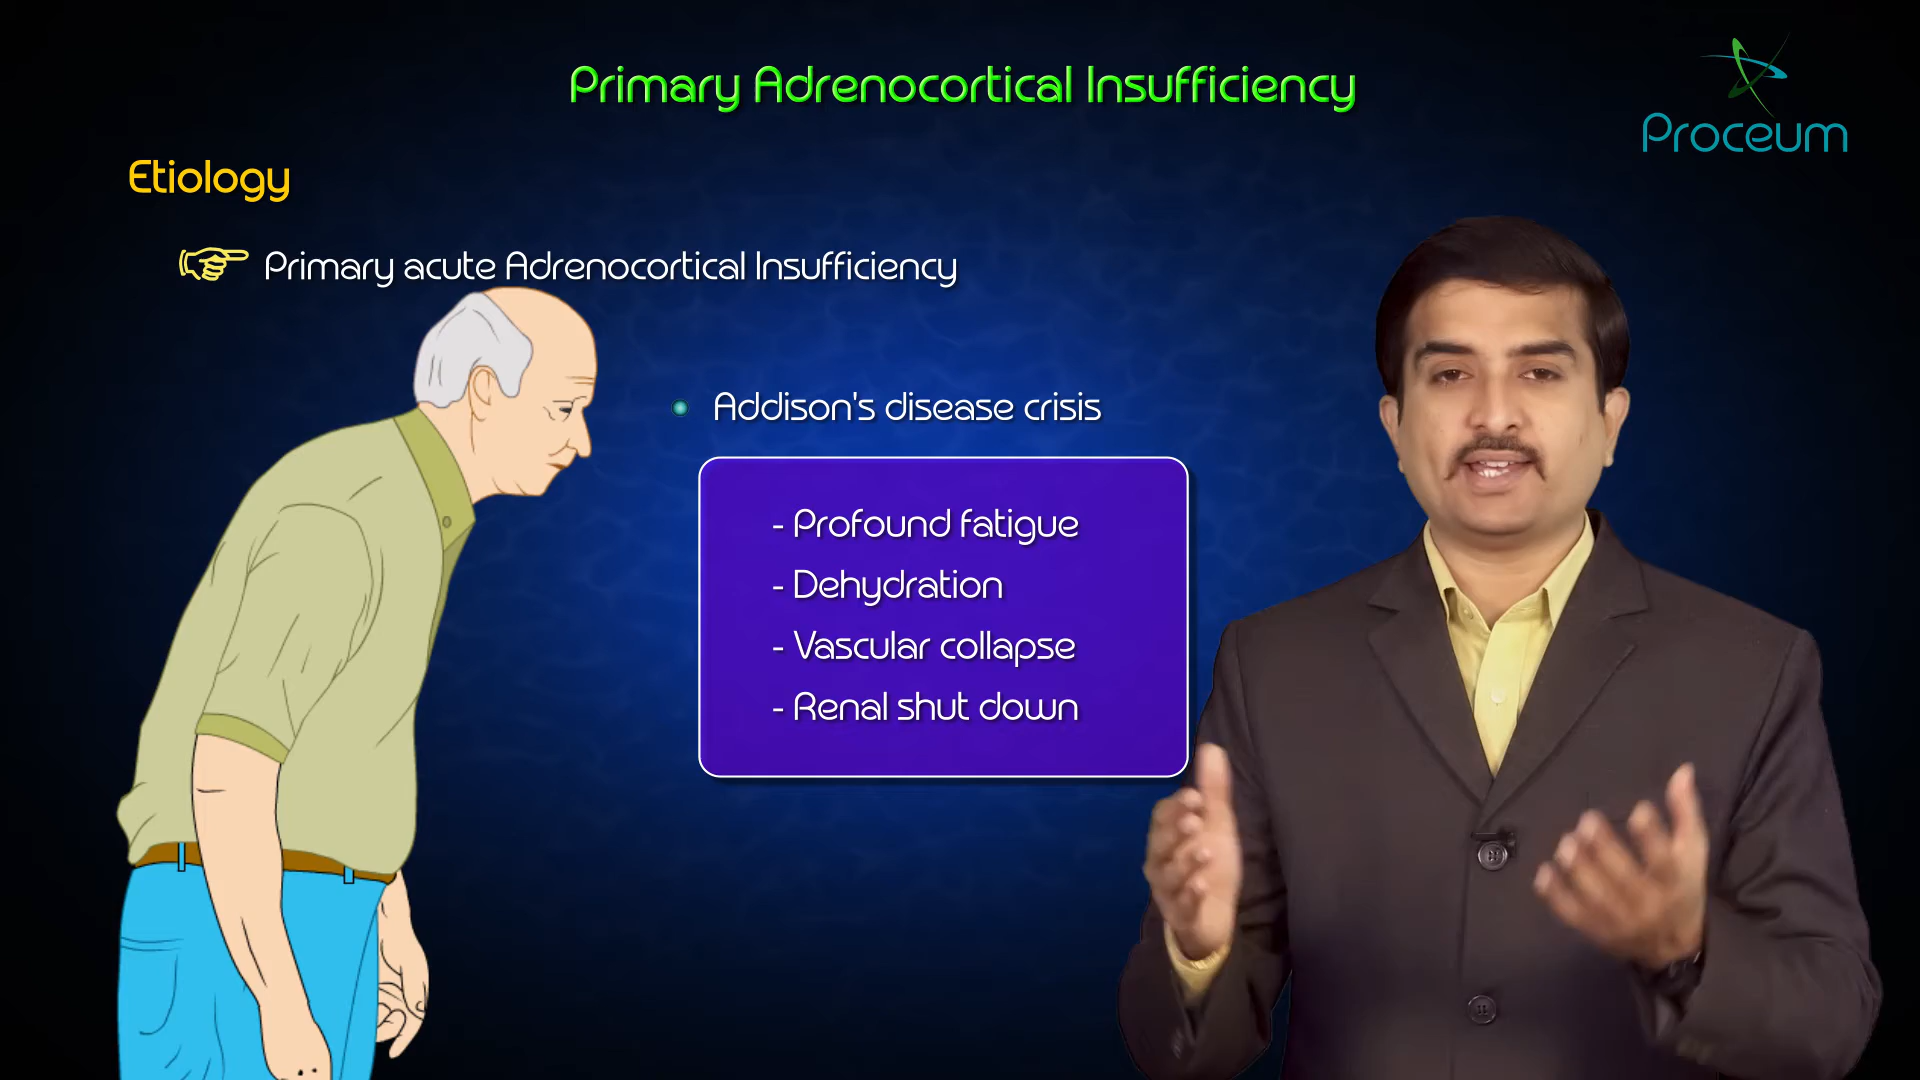 Primary Adrenocortical Insufficiency
Proceum
Etiology
Primary acute Adrenocortical Insufficiency
Addison's disease crisis
- Profound fatigue
- Dehydration
- Vascular collapse
- Renal shut down